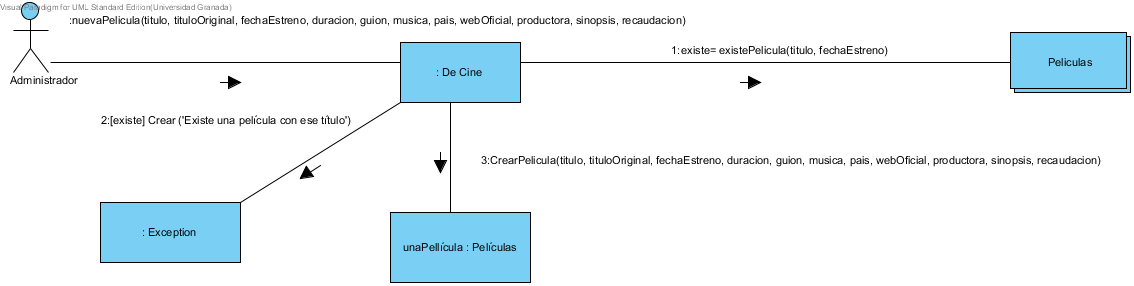 Visual Paradigm for UML Standard Edition(Universidad Granada)
:nuevaPelicula(titulo, tituloOriginal, fechaEstreno, duracion, guion, musica, pais, webOficial, productora, sinopsis, recaudacion)
1:existe= existePelicula(titulo, fechaEstreno)
: De Cine
Peliculas
Administrador
2:[existe] Crear ('Existe una película con ese título')
3:CrearPelicula(titulo, tituloOriginal, fechaEstreno, duracion, guion, musica, pais, webOficial, productora, sinopsis, recaudacion)
: Exception
unaPellícula : Películas